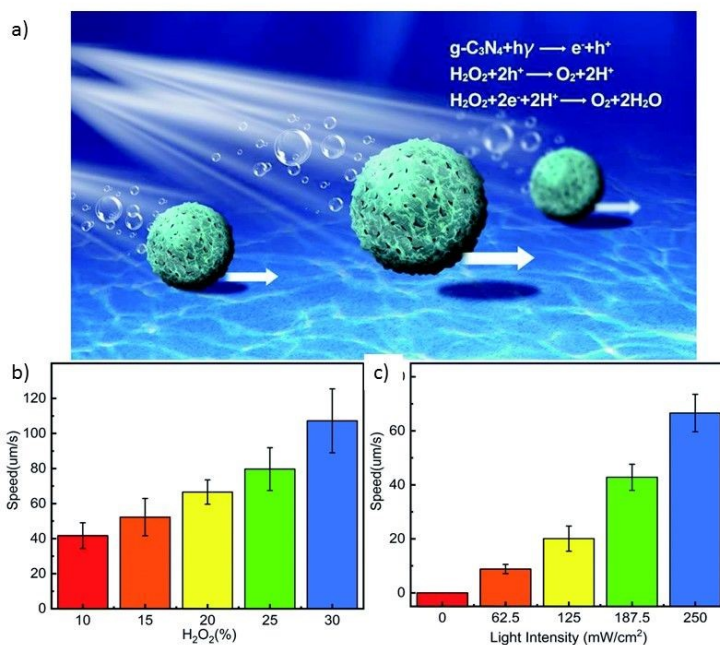 a)
g-C₃N₄+hγ ⟶ e⁻+h⁺
H₂O₂+2h⁺⟶O₂+2H⁺
H₂O₂+2e⁻+2H⁺⟶O₂+2H₂O
b)
Speed(um/s)
120
100
80
60
40
20
0
10 15 20 25 30
H₂O₂(%)
c)
Speed(um/s)
60
40
20
0
0 62.5 125 187.5 250
Light Intensity (mW/cm²)